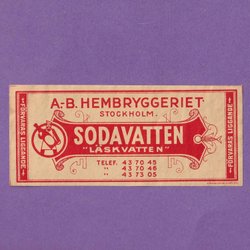 A.-B. HEMBRYGGERIET
STOCKHOLM.
FÖRVARAS LIGGANDE
SODAVATTEN
"LÄSKVATTEN"
TELEF. 43 70 45
" 43 70 46
" 43 73 05
FÖRVARAS LIGGANDE